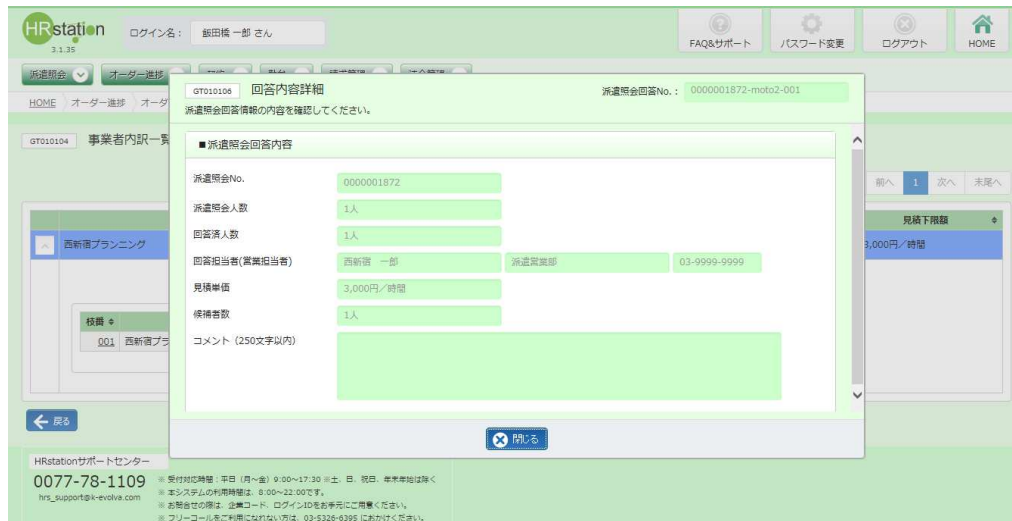 HRstation
3.1.35
ログイン名： 飯田橋 一郎 さん
FAQ&サポート
パスワード変更
ログアウト
HOME
派遣照会
オーダー進捗
HOME オーダー進捗 オーダ
GT010104 事業者内訳一覧
前へ 1 次へ 末尾へ
見積下限額
西新宿プランニング
3,000円／時間
枝番
001 西新宿プラ
GT010106 回答内容詳細
派遣照会回答No.： 0000001872-moto2-001
派遣照会回答情報の内容を確認してください。
■派遣照会回答内容
派遣照会No. 0000001872
派遣照会人数 1人
回答済人数 1人
回答担当者(営業担当者) 西新宿 一郎 派遣営業部 03-9999-9999
見積単価 3,000円／時間
候補者数 1人
コメント（250文字以内）
閉じる
戻る
HRstationサポートセンター
0077-78-1109
hrs_support@k-evolva.com
※ 受付対応時間：平日（月～金）9:00～17:30 ※土、日、祝日、年末年始は除く
※ 本システムの利用時間は、8:00～22:00です。
※ お問合せの際は、企業コード、ログインIDをお手元にご用意ください。
※ フリーコールをご利用になれない方は、03-5326-6395 におかけください。